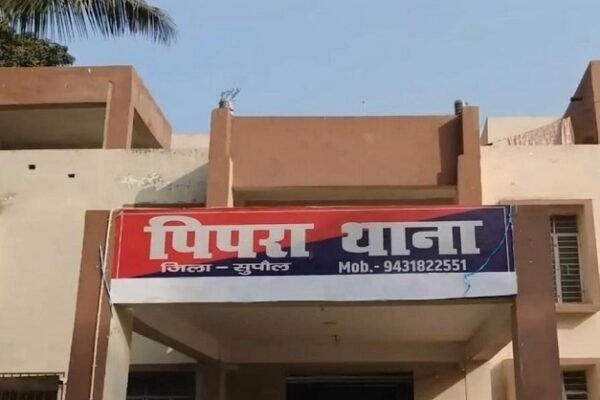 पिपरा थाना
जिला – सुपौल Mob.- 9431822551